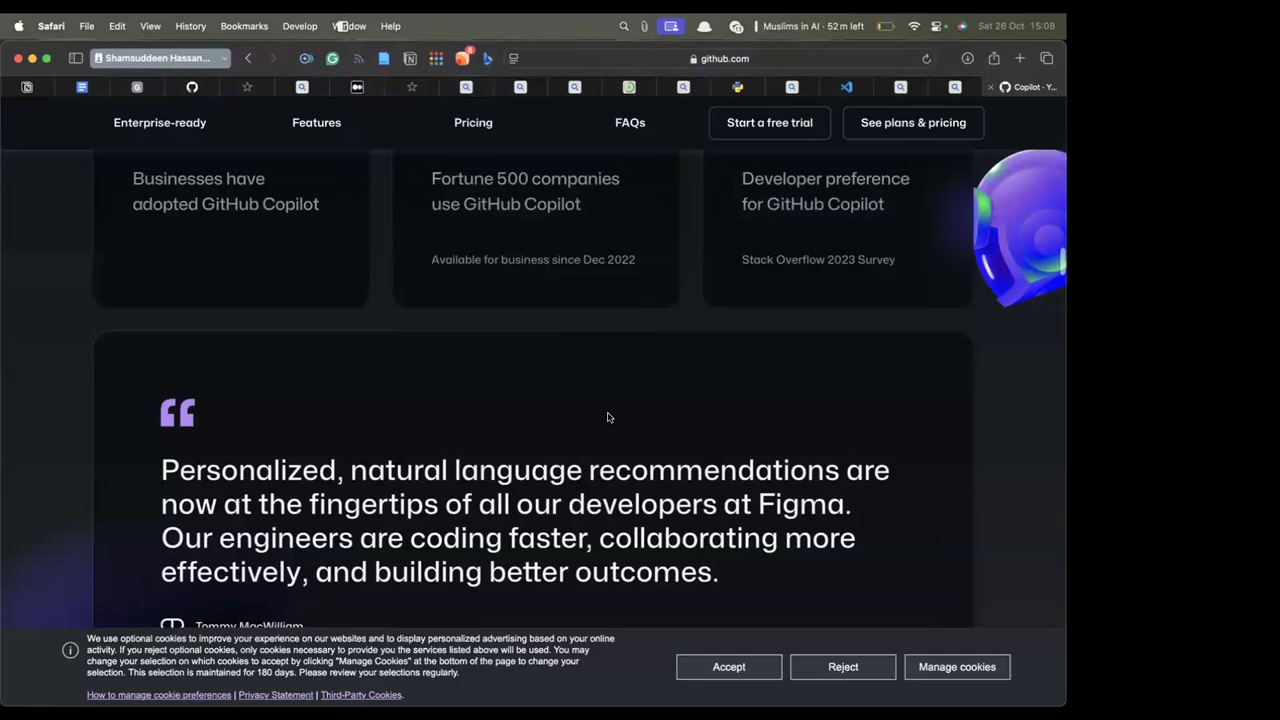 Safari File Edit View History Bookmarks Develop Window Help Muslims in AI · 52 m left Sat 26 Oct 15:08
Shamsuddeen Hassan... github.com
Copilot · Y...
Enterprise-ready Features Pricing FAQs Start a free trial See plans & pricing
Businesses have
adopted GitHub Copilot
Fortune 500 companies
use GitHub Copilot
Available for business since Dec 2022
Developer preference
for GitHub Copilot
Stack Overflow 2023 Survey
Personalized, natural language recommendations are
now at the fingertips of all our developers at Figma.
Our engineers are coding faster, collaborating more
effectively, and building better outcomes.
Tommy MacWilliam
We use optional cookies to improve your experience on our websites and to display personalized advertising based on your online
activity. If you reject optional cookies, only cookies necessary to provide you the services listed above will be used. You may
change your selection on which cookies to accept by clicking "Manage Cookies" at the bottom of the page to change your
selection. This selection is maintained for 180 days. Please review your selections regularly.
How to manage cookie preferences | Privacy Statement | Third-Party Cookies.
Accept Reject Manage cookies